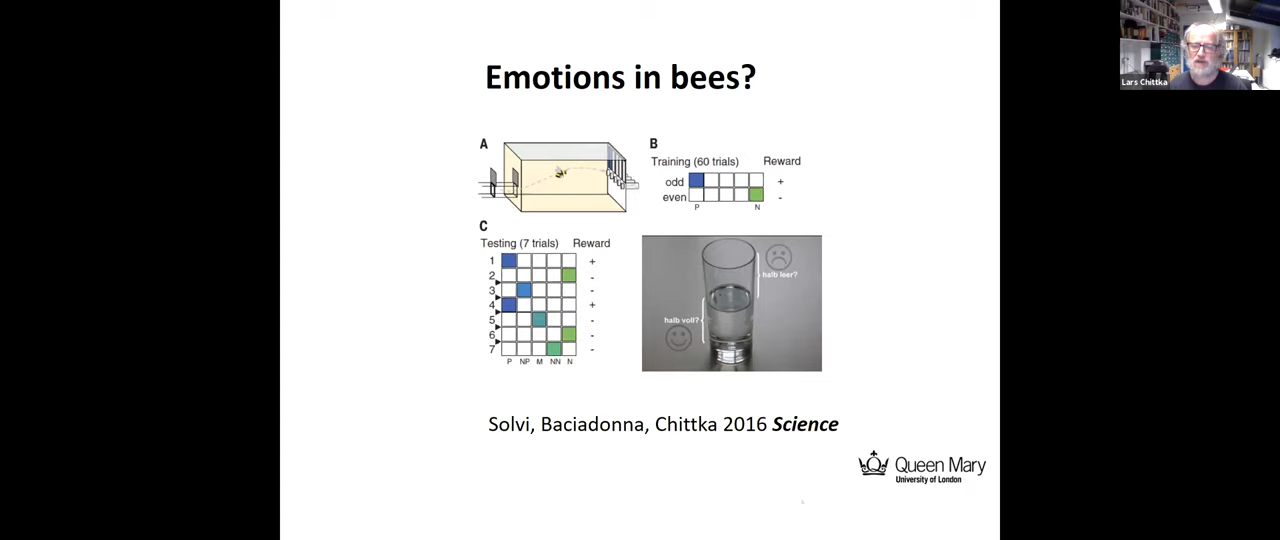 Emotions in bees?
Lars Chittka
A
B
Training (60 trials) Reward
odd +
even -
P N
C
Testing (7 trials) Reward
1 +
2 -
3 -
4 +
5 -
6 -
7 -
P NP M NN N
halb leer?
halb voll?
Solvi, Baciadonna, Chittka 2016 Science
Queen Mary
University of London